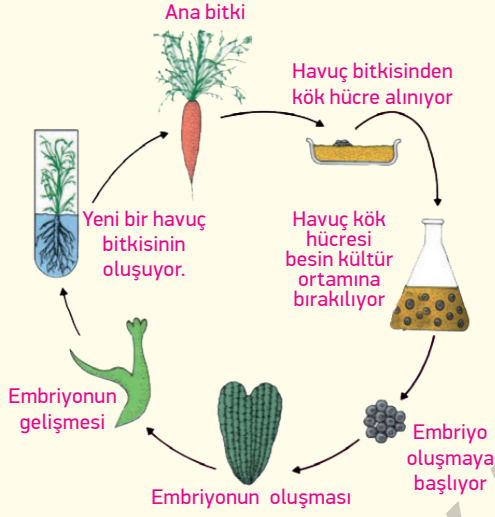 Ana bitki
Havuç bitkisinden
kök hücre alınıyor
Havuç kök
hücresi
besin kültür
ortamına
bırakılıyor
Embriyo
oluşmaya
başlıyor
Embriyonun oluşması
Embriyonun
gelişmesi
Yeni bir havuç
bitkisinin
oluşuyor.